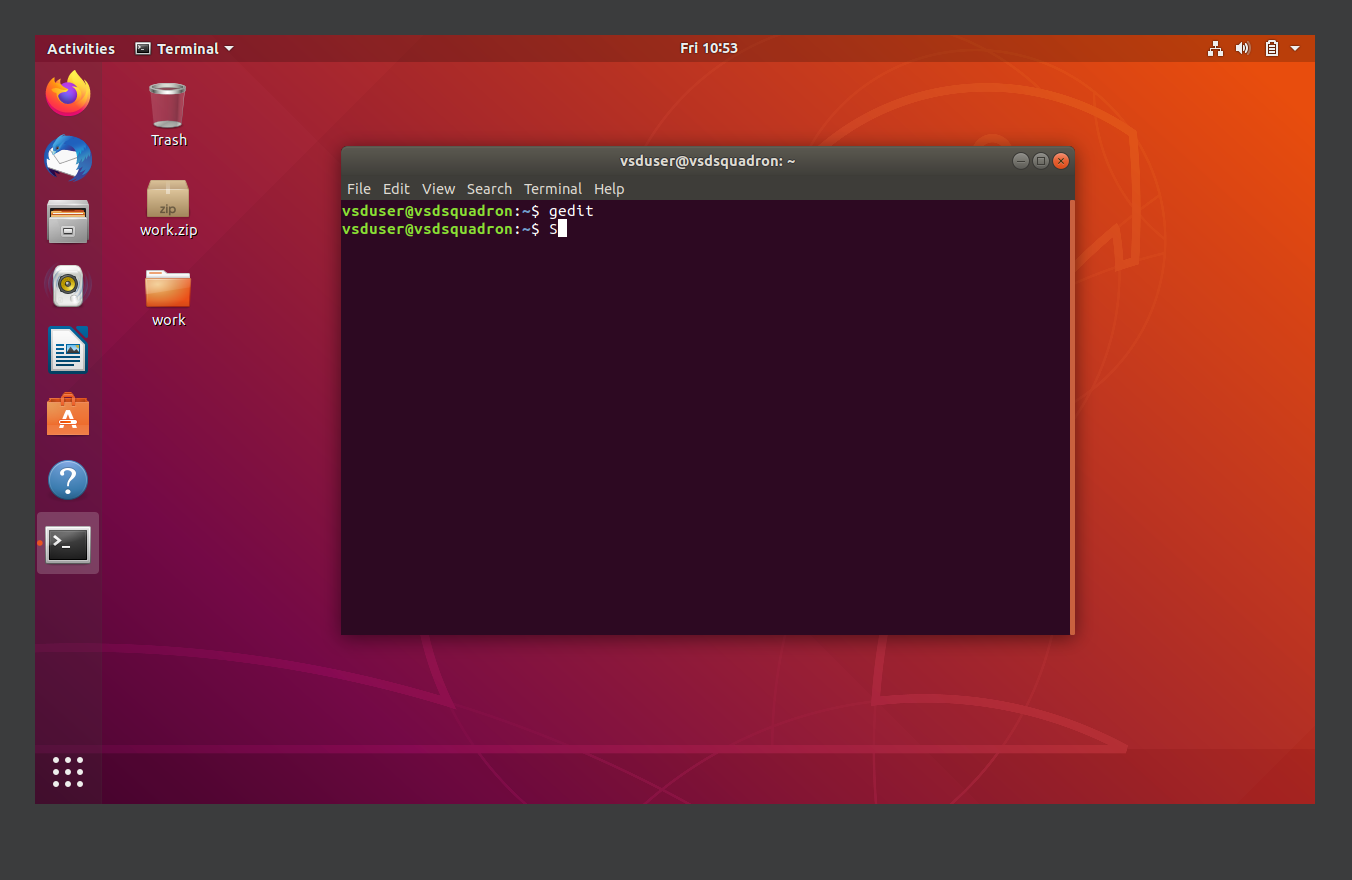 Activities Terminal Fri 10:53
Trash
zip
work.zip
work
vsduser@vsdsquadron: ~
File Edit View Search Terminal Help
vsduser@vsdsquadron:~$ gedit
vsduser@vsdsquadron:~$ S